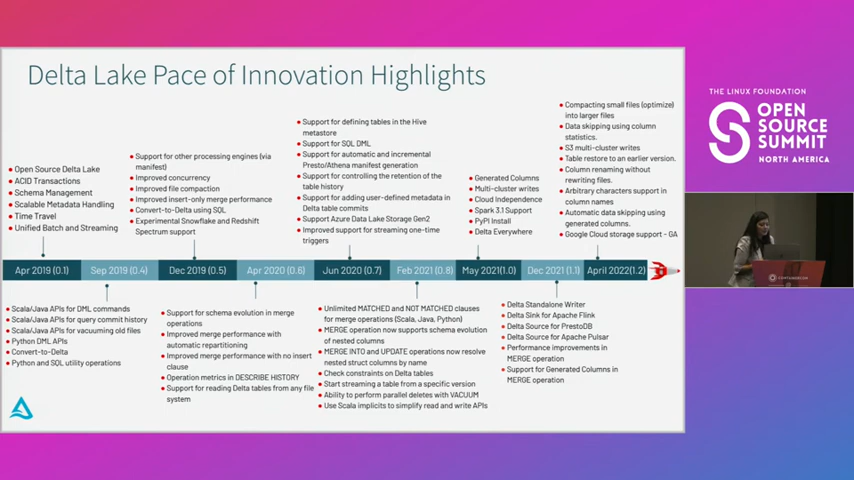 Delta Lake Pace of Innovation Highlights
• Open Source Delta Lake
• ACID Transactions
• Schema Management
• Scalable Metadata Handling
• Time Travel
• Unified Batch and Streaming
• Support for other processing engines (via
manifest)
• Improved concurrency
• Improved file compaction
• Improved insert-only merge performance
• Convert-to-Delta using SQL
• Experimental Snowflake and Redshift
Spectrum support
• Support for defining tables in the Hive
metastore
• Support for SQL DML
• Support for automatic and incremental
Presto/Athena manifest generation
• Support for controlling the retention of the
table history
• Support for adding user-defined metadata in
Delta table commits
• Support Azure Data Lake Storage Gen2
• Improved support for streaming one-time
triggers
• Generated Columns
• Multi-cluster writes
• Cloud Independence
• Spark 3.1 Support
• PyPI Install
• Delta Everywhere
• Compacting small files (optimize)
into larger files
• Data skipping using column
statistics.
• S3 multi-cluster writes
• Table restore to an earlier version.
• Column renaming without
rewriting files.
• Arbitrary characters support in
column names
• Automatic data skipping using
generated columns.
• Google Cloud storage support - GA
Apr 2019 (0.1)
Sep 2019 (0.4)
Dec 2019 (0.5)
Apr 2020 (0.6)
Jun 2020 (0.7)
Feb 2021 (0.8)
May 2021(1.0)
Dec 2021 (1.1)
April 2022(1.2)
• Scala/Java APIs for DML commands
• Scala/Java APIs for query commit history
• Scala/Java APIs for vacuuming old files
• Python DML APIs
• Convert-to-Delta
• Python and SQL utility operations
• Support for schema evolution in merge
operations
• Improved merge performance with
automatic repartitioning
• Improved merge performance with no insert
clause
• Operation metrics in DESCRIBE HISTORY
• Support for reading Delta tables from any file
system
• Unlimited MATCHED and NOT MATCHED clauses
for merge operations (Scala, Java, Python)
• MERGE operation now supports schema evolution
of nested columns
• MERGE INTO and UPDATE operations now resolve
nested struct columns by name
• Check constraints on Delta tables
• Start streaming a table from a specific version
• Ability to perform parallel deletes with VACUUM
• Use Scala implicits to simplify read and write APIs
• Delta Standalone Writer
• Delta Sink for Apache Flink
• Delta Source for PrestoDB
• Delta Source for Apache Pulsar
• Performance improvements in
MERGE operation
• Support for Generated Columns in
MERGE operation
THE LINUX FOUNDATION
OPEN
SOURCE
SUMMIT
NORTH AMERICA